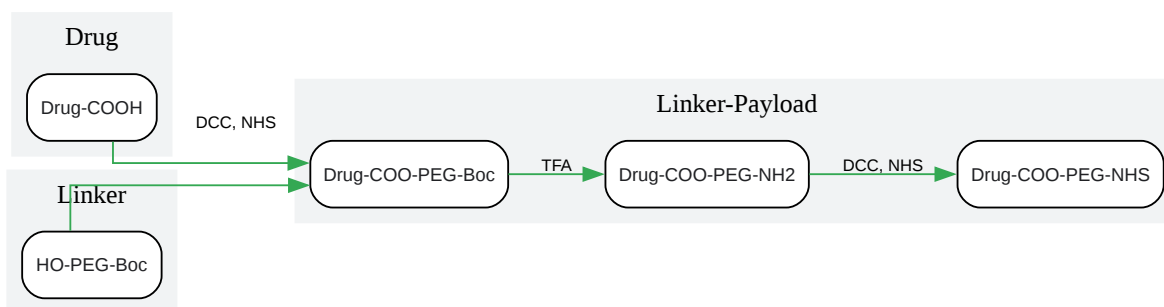 Drug
Drug-COOH
DCC, NHS
Linker
HO-PEG-Boc
Linker-Payload
Drug-COO-PEG-Boc
TFA
Drug-COO-PEG-NH2
DCC, NHS
Drug-COO-PEG-NHS